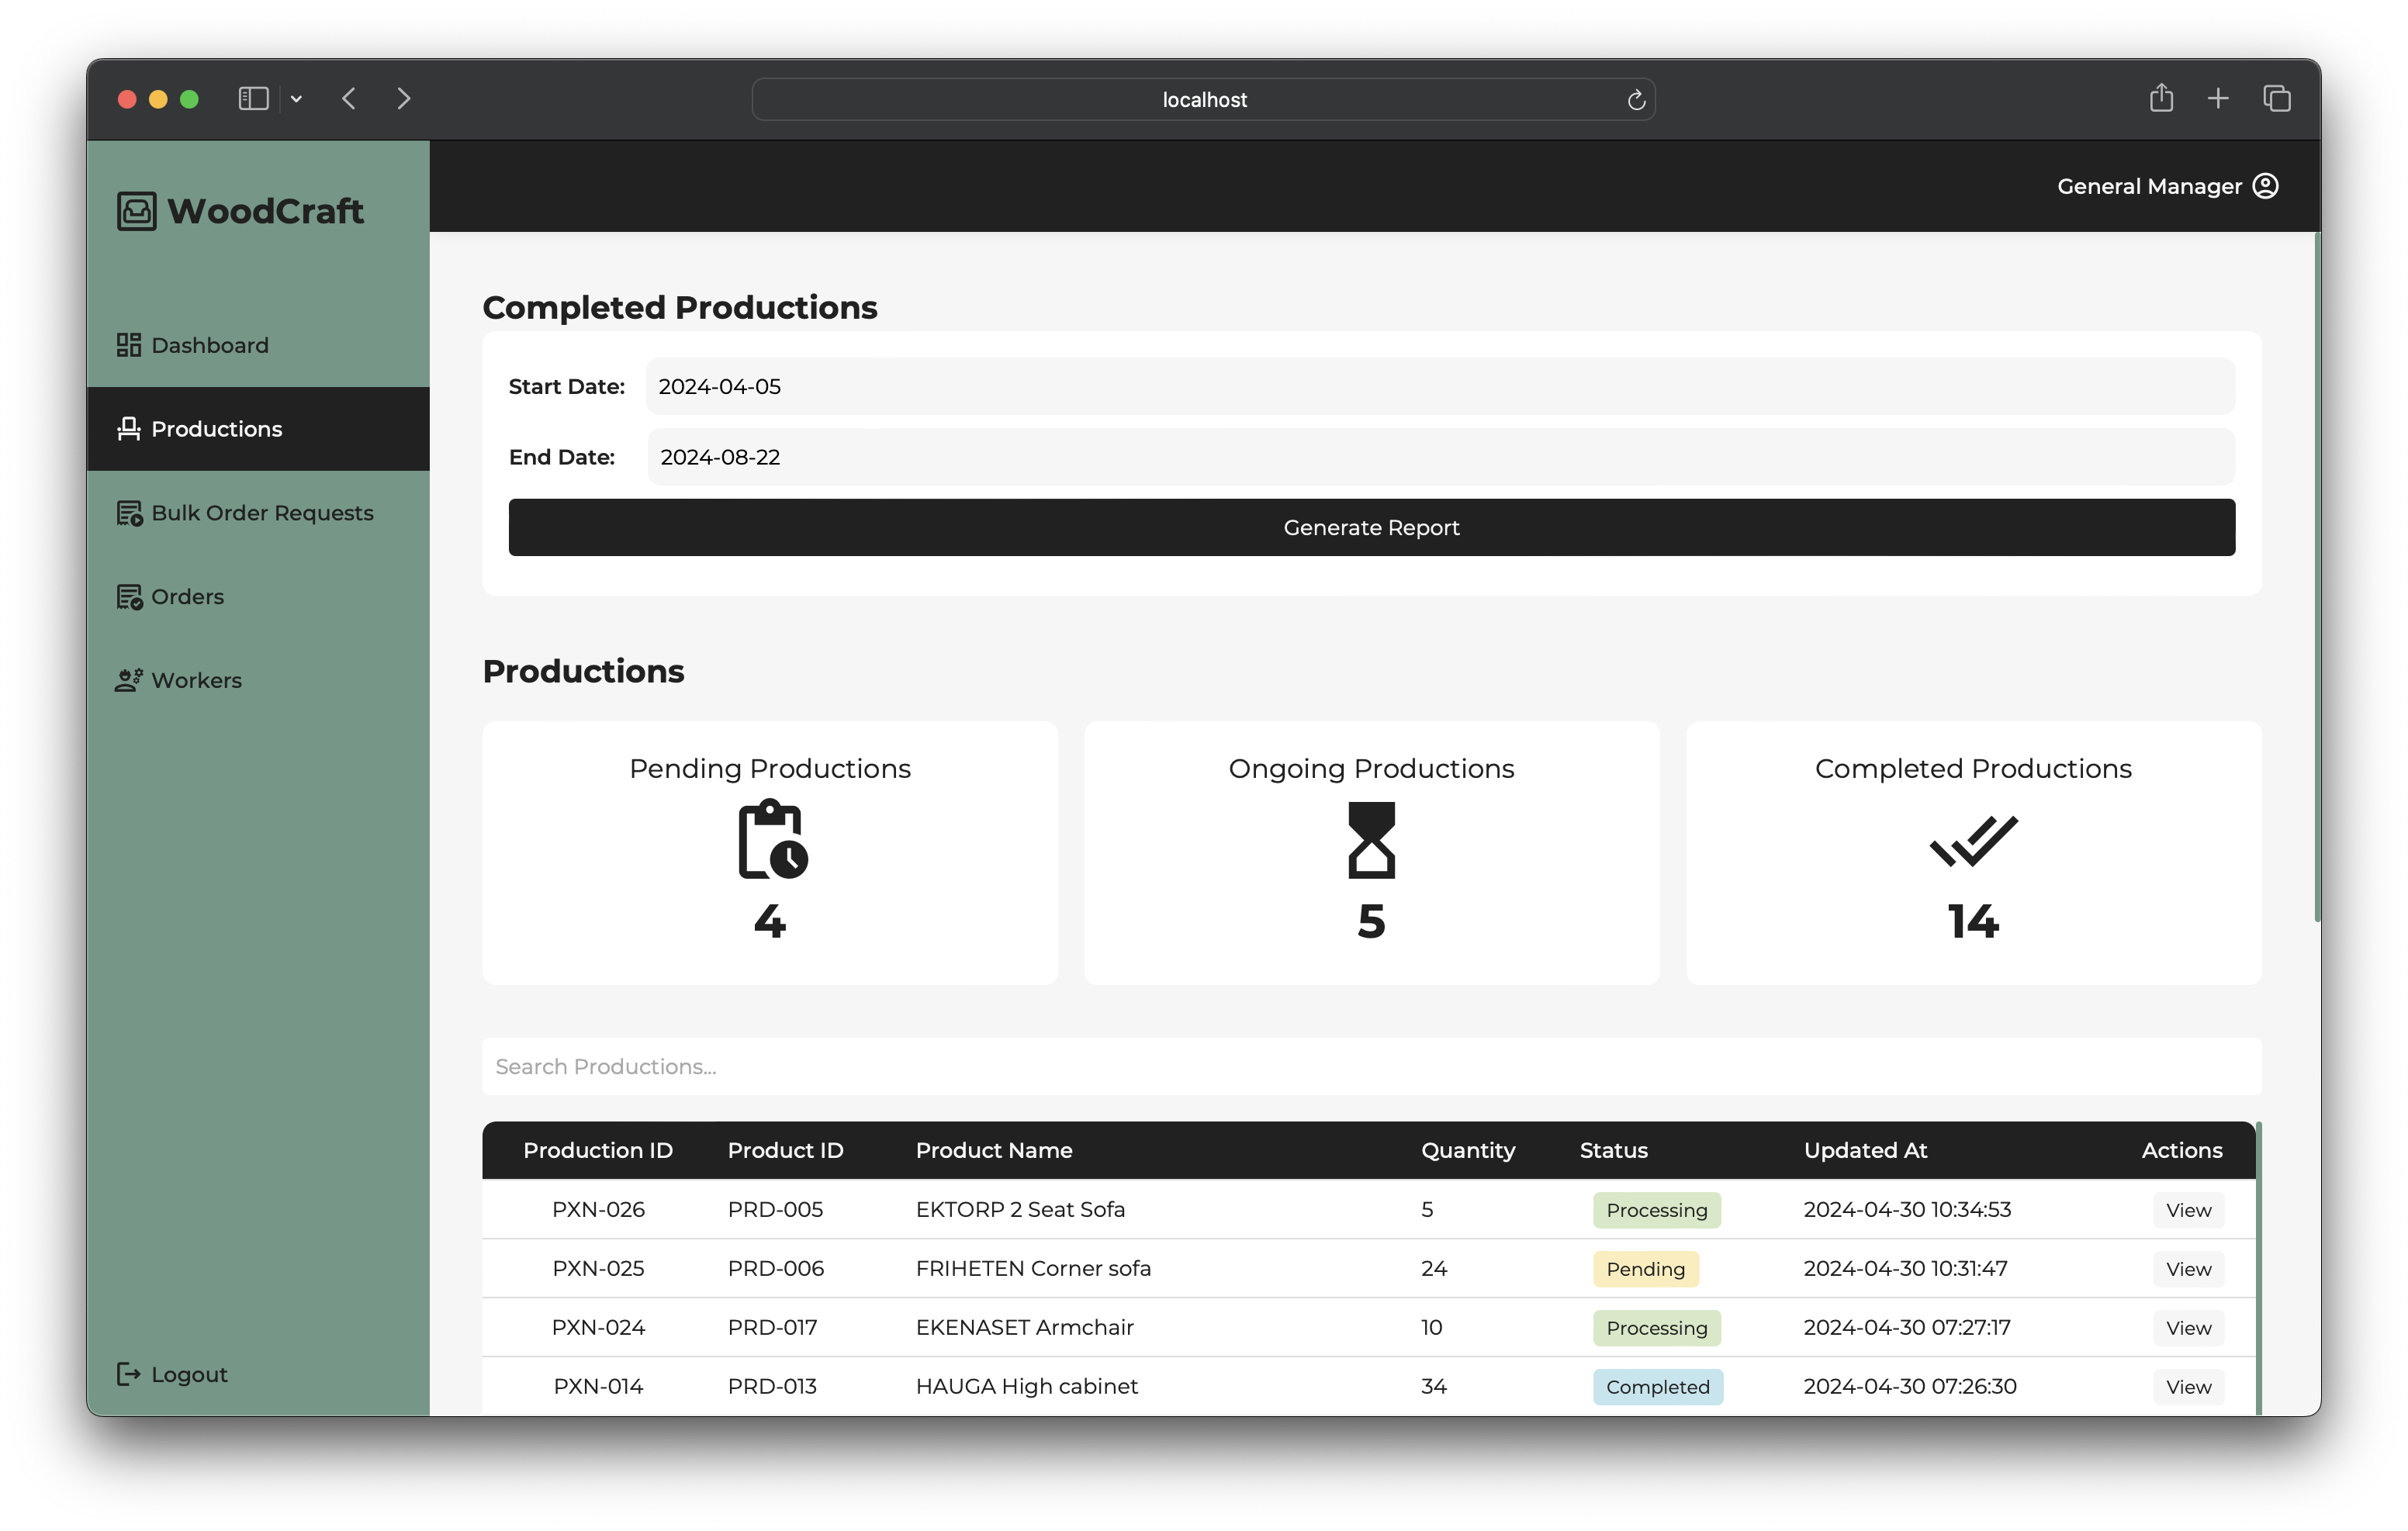 localhost
WoodCraft
General Manager
Dashboard
Productions
Bulk Order Requests
Orders
Workers
Logout
Completed Productions
Start Date: 2024-04-05
End Date: 2024-08-22
Generate Report
Productions
Pending Productions Ongoing Productions Completed Productions
4 5 14
Search Productions...
Production ID Product ID Product Name Quantity Status Updated At Actions
PXN-026 PRD-005 EKTORP 2 Seat Sofa 5 Processing 2024-04-30 10:34:53 View
PXN-025 PRD-006 FRIHETEN Corner sofa 24 Pending 2024-04-30 10:31:47 View
PXN-024 PRD-017 EKENASET Armchair 10 Processing 2024-04-30 07:27:17 View
PXN-014 PRD-013 HAUGA High cabinet 34 Completed 2024-04-30 07:26:30 View